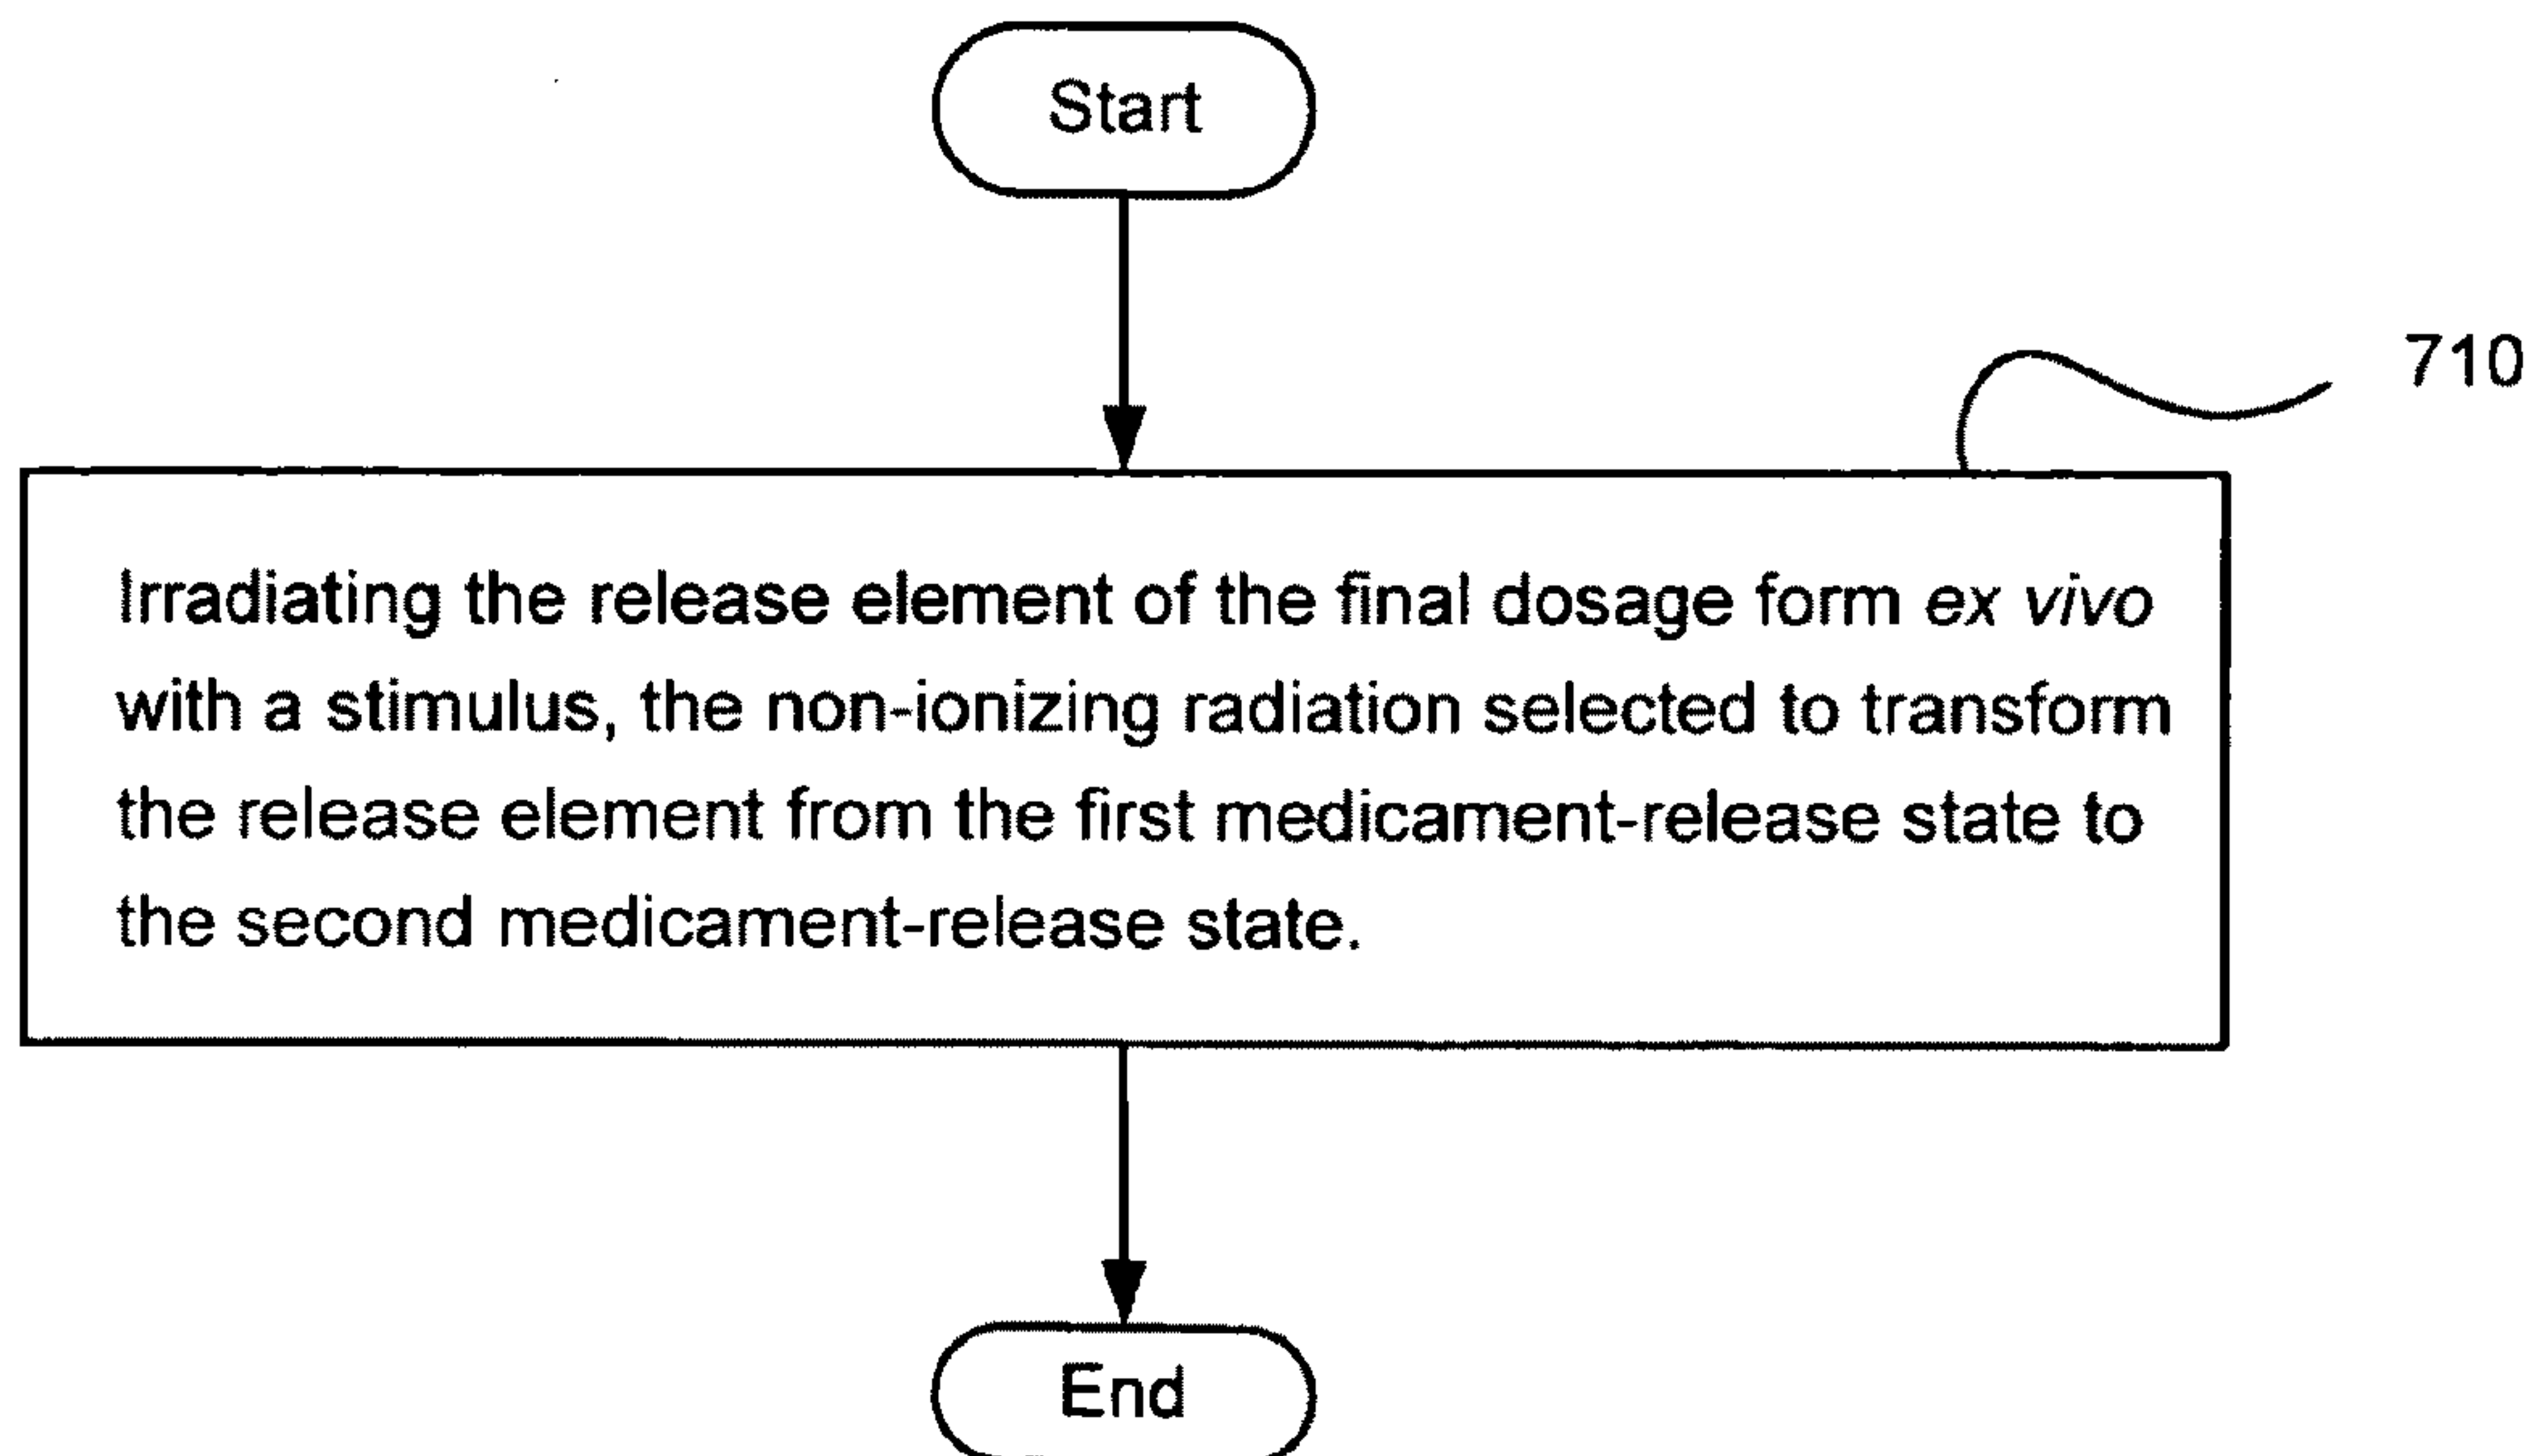 Start
710
Irradiating the release element of the final dosage form ex vivo
with a stimulus, the non-ionizing radiation selected to transform
the release element from the first medicament-release state to
the second medicament-release state.
End